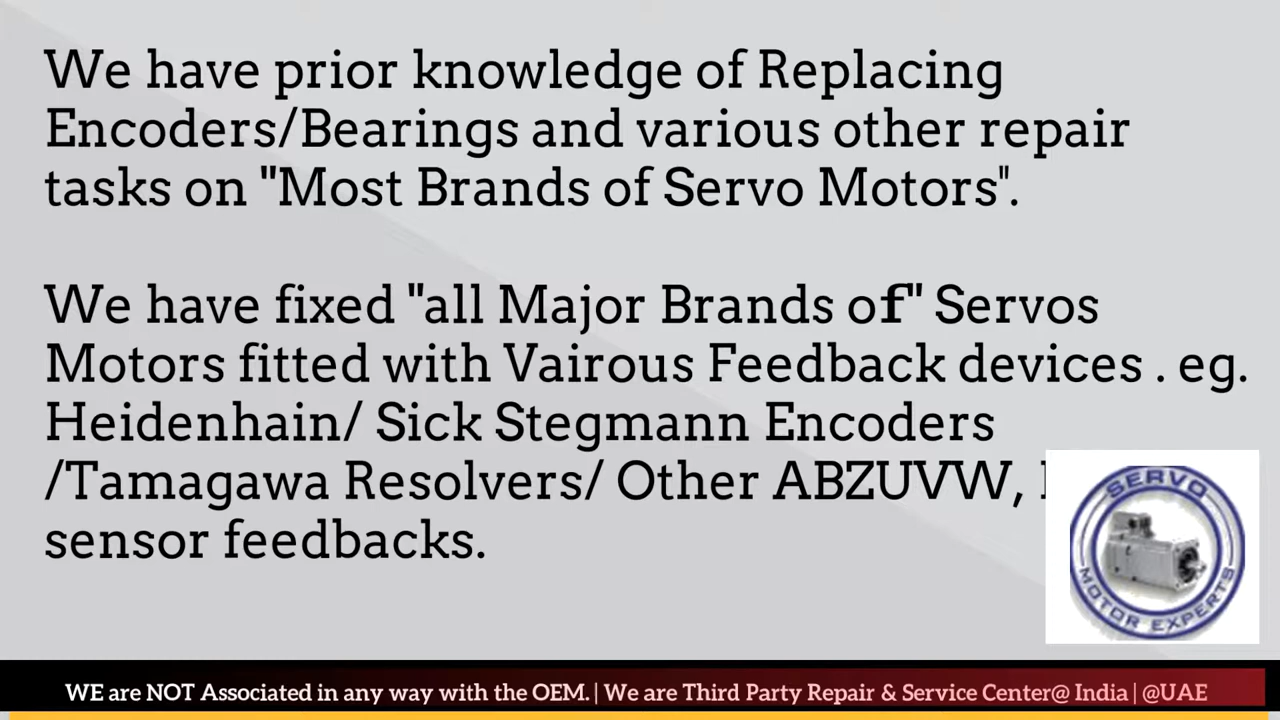 We have prior knowledge of Replacing
Encoders/Bearings and various other repair
tasks on "Most Brands of Servo Motors".
We have fixed "all Major Brands of" Servos
Motors fitted with Vairous Feedback devices . eg.
Heidenhain/ Sick Stegmann Encoders
/Tamagawa Resolvers/ Other ABZUVW,
sensor feedbacks.
SERVO
MOTOR EXPERTS
WE are NOT Associated in any way with the OEM. | We are Third Party Repair & Service Center@ India | @UAE